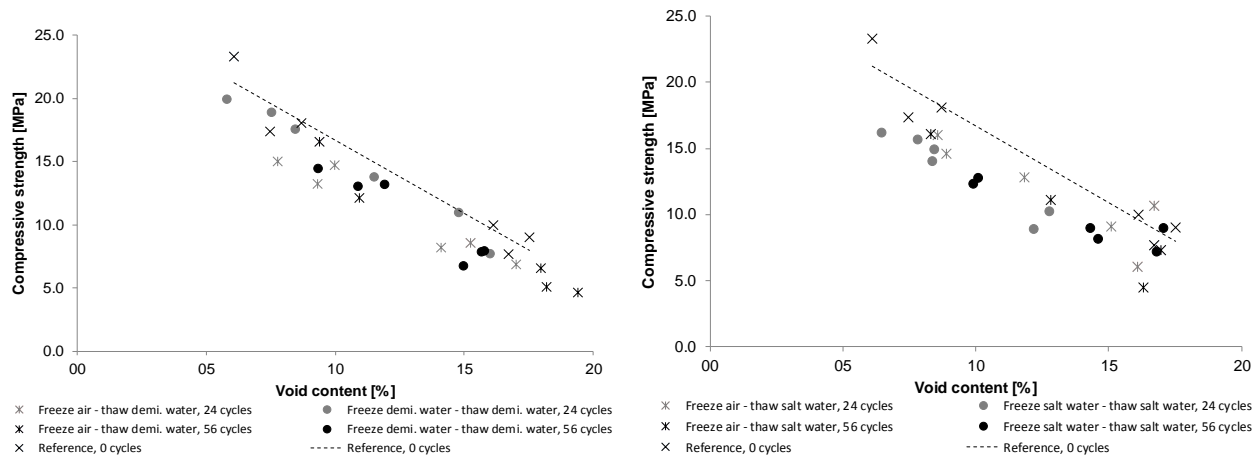 25.0
20.0
15.0
10.0
5.0
0.0
Compressive strength [MPa]
00 05 10 15 20
Void content [%]
Freeze air - thaw demi. water, 24 cycles
Freeze demi. water - thaw demi. water, 24 cycles
Freeze air - thaw demi. water, 56 cycles
Freeze demi. water - thaw demi. water, 56 cycles
Reference, 0 cycles
Reference, 0 cycles
25.0
20.0
15.0
10.0
5.0
0.0
Compressive strength [MPa]
00 05 10 15 20
Void content [%]
Freeze air - thaw salt water, 24 cycles
Freeze salt water - thaw salt water, 24 cycles
Freeze air - thaw salt water, 56 cycles
Freeze salt water - thaw salt water, 56 cycles
Reference, 0 cycles
Reference, 0 cycles